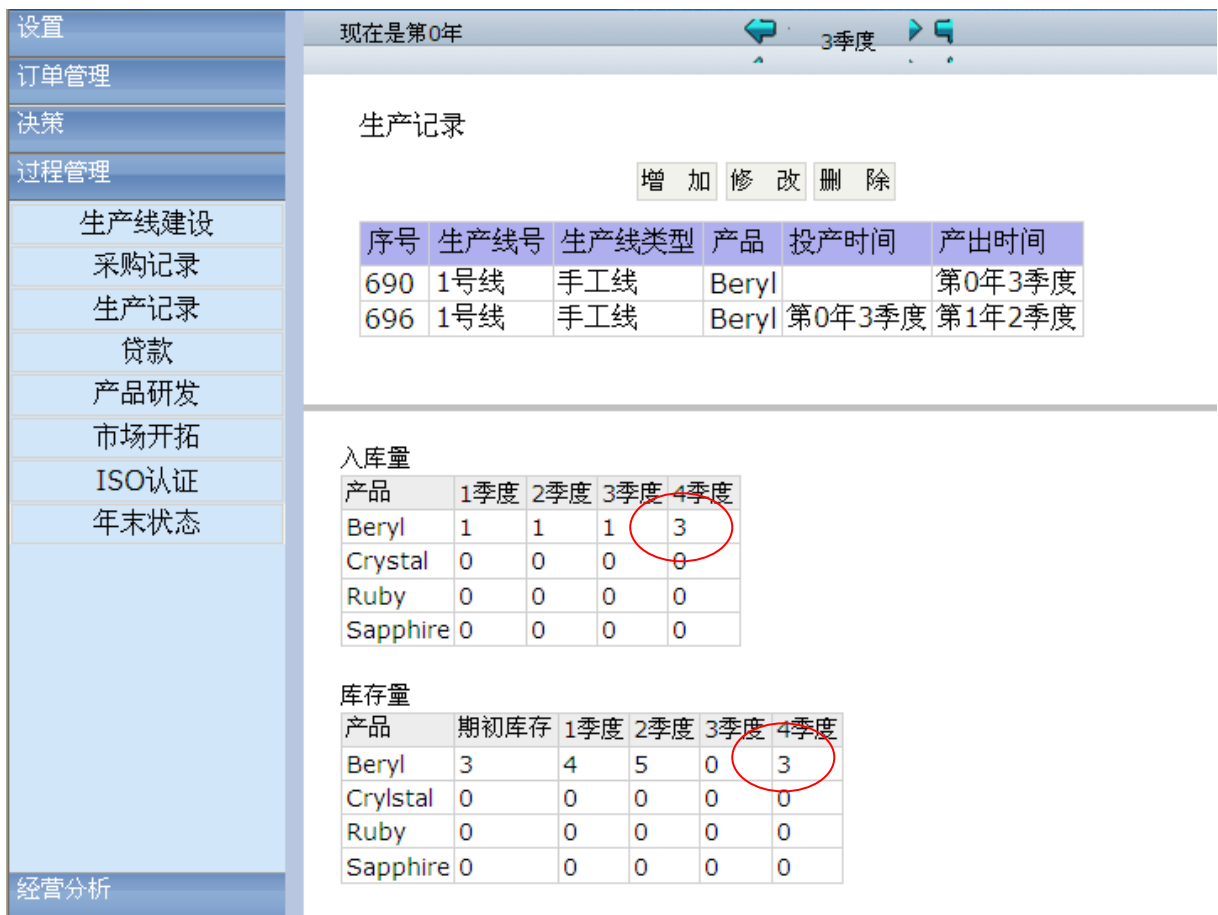 设置
订单管理
决策
过程管理
生产线建设
采购记录
生产记录
贷款
产品研发
市场开拓
ISO认证
年末状态
经营分析
现在是第0年 3季度
生产记录
增 加 修 改 删 除
序号 生产线号 生产线类型 产品 投产时间 产出时间
690 1号线 手工线 Beryl 第0年3季度
696 1号线 手工线 Beryl 第0年3季度 第1年2季度
入库量
产品 1季度 2季度 3季度 4季度
Beryl 1 1 1 3
Crystal 0 0 0 0
Ruby 0 0 0 0
Sapphire 0 0 0 0
库存量
产品 期初库存 1季度 2季度 3季度 4季度
Beryl 3 4 5 0 3
Crylstal 0 0 0 0 0
Ruby 0 0 0 0 0
Sapphire 0 0 0 0 0